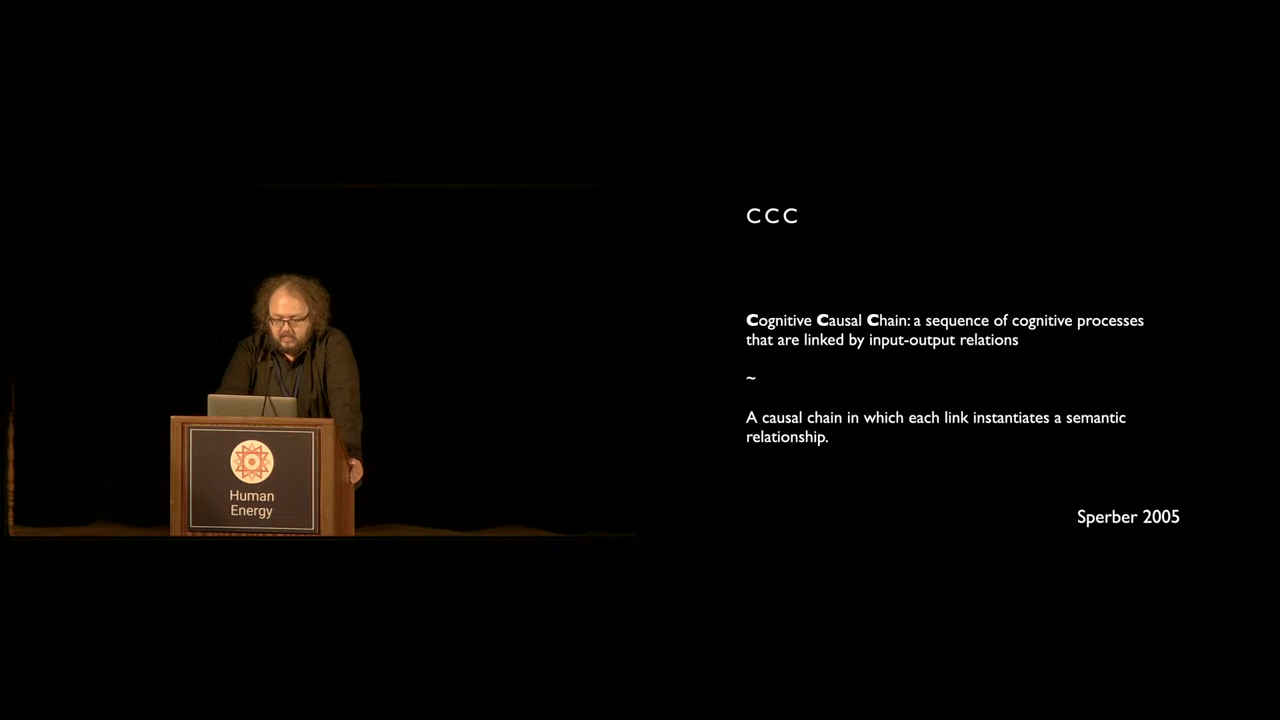 CCC
Cognitive Causal Chain: a sequence of cognitive processes
that are linked by input-output relations
~
A causal chain in which each link instantiates a semantic
relationship.
Sperber 2005
Human
Energy